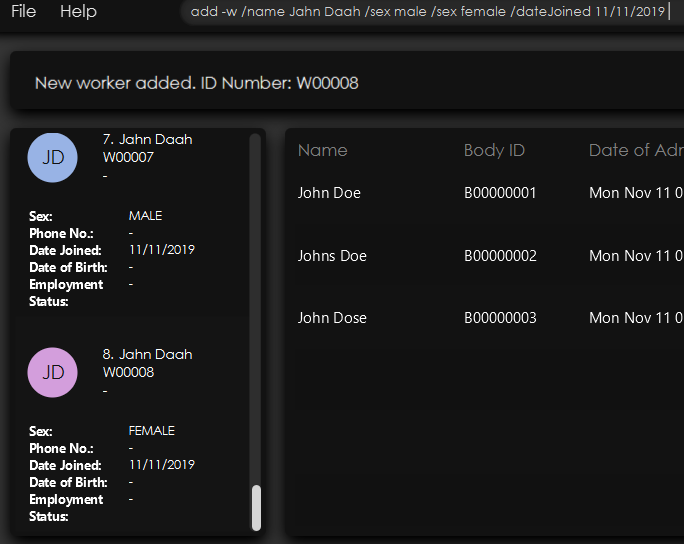 File Help
add -w /name Jahn Daah /sex male /sex female /dateJoined 11/11/2019
New worker added. ID Number: W00008
JD
7. Jahn Daah
W00007
-
Sex: MALE
Phone No.: -
Date Joined: 11/11/2019
Date of Birth: -
Employment -
Status:
JD
8. Jahn Daah
W00008
-
Sex: FEMALE
Phone No.: -
Date Joined: 11/11/2019
Date of Birth: -
Employment -
Status:
Name Body ID Date of Adr
John Doe B00000001 Mon Nov 11 0
Johns Doe B00000002 Mon Nov 11 0
John Dose B00000003 Mon Nov 11 0